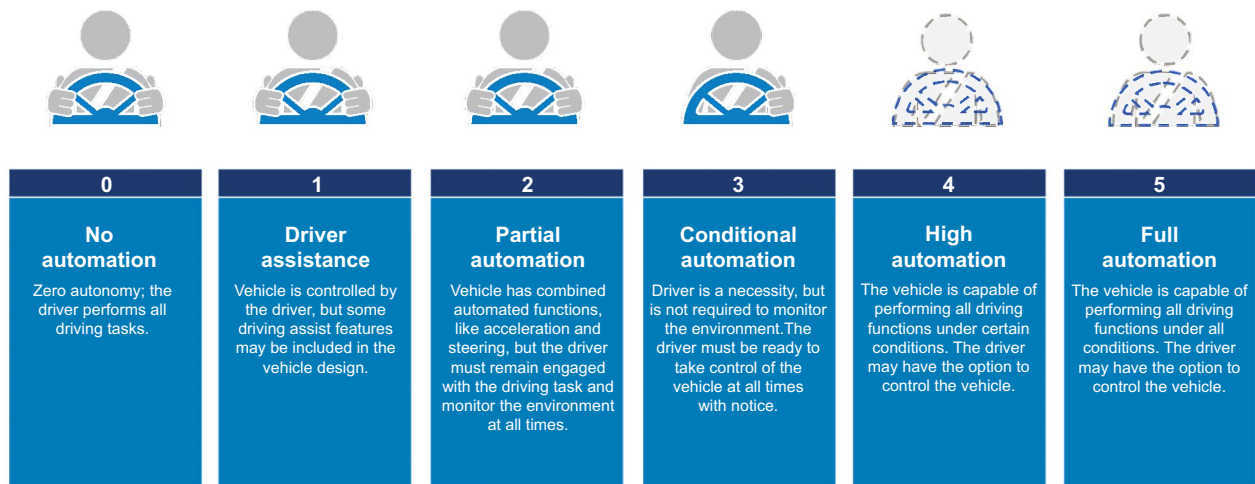 0
No
automation
Zero autonomy; the
driver performs all
driving tasks.
1
Driver
assistance
Vehicle is controlled by
the driver, but some
driving assist features
may be included in the
vehicle design.
2
Partial
automation
Vehicle has combined
automated functions,
like acceleration and
steering, but the driver
must remain engaged
with the driving task and
monitor the environment
at all times.
3
Conditional
automation
Driver is a necessity, but
is not required to monitor
the environment.The
driver must be ready to
take control of the
vehicle at all times
with notice.
4
High
automation
The vehicle is capable of
performing all driving
functions under certain
conditions. The driver
may have the option to
control the vehicle.
5
Full
automation
The vehicle is capable of
performing all driving
functions under all
conditions. The driver
may have the option to
control the vehicle.